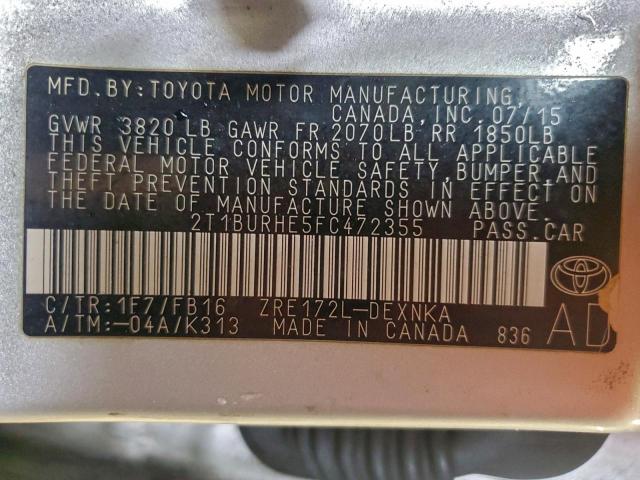 MFD. BY: TOYOTA MOTOR MANUFACTURING,
CANADA, INC. 07/15
GVWR 3820 LB GAWR FR 2070LB RR 1850LB
THIS VEHICLE CONFORMS TO ALL APPLICABLE
FEDERAL MOTOR VEHICLE SAFETY, BUMPER, AND
THEFT PREVENTION STANDARDS IN EFFECT ON
THE DATE OF MANUFACTURE SHOWN ABOVE.
2T1BURHE5FC472355 PASS. CAR
C/TR: 1F7/FB16 ZRE172L-DEXNKA
A/TM: -04A/K313 MADE IN CANADA 836 AD